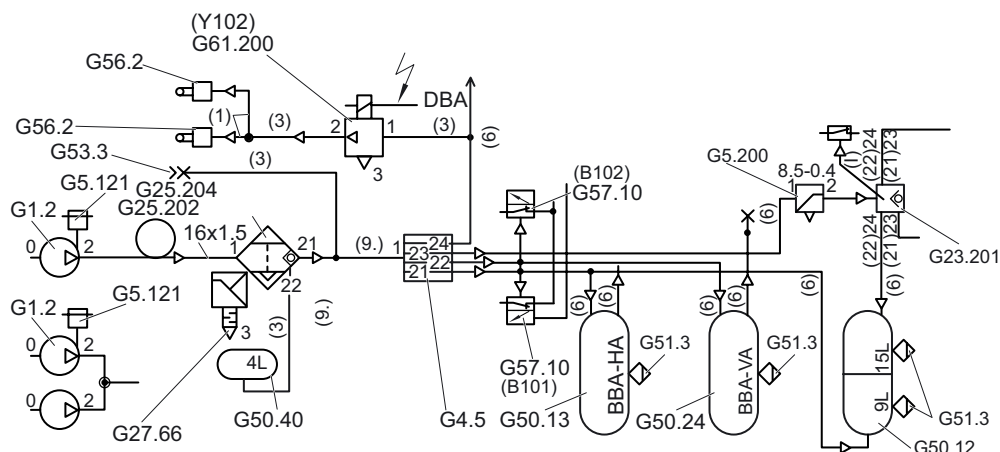 (Y102)
G61.200
G56.2
DBA
(1)
(3)
2
1
(3)
(6)
G56.2
(3)
3
G53.3
G5.121
G25.204
G25.202
G1.2
0
2
16x1.5
1
21
22
(9.)
(9.)
(3)
3
1
24
23
22
21
(B102)
G57.10
G5.200
8.5-0.4
1
2
(6)
(6)
(I)
(22)24
(21)23
(22)24
(21)23
(6)
G23.201
G1.2
G5.121
0
2
0
2
4L
G27.66
G50.40
G4.5
G57.10
(B101)
(6)
(6)
BBA-HA
G51.3
G50.13
(6)
(6)
BBA-VA
G51.3
G50.24
(6)
15L
9L
G51.3
G50.12